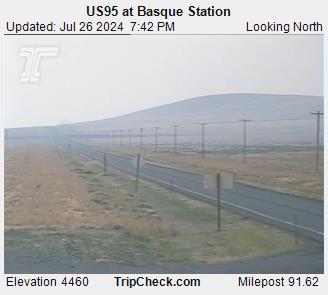 US95 at Basque Station
Updated: Jul 26 2024 7:42 PM Looking North
Elevation 4460 TripCheck.com Milepost 91.62